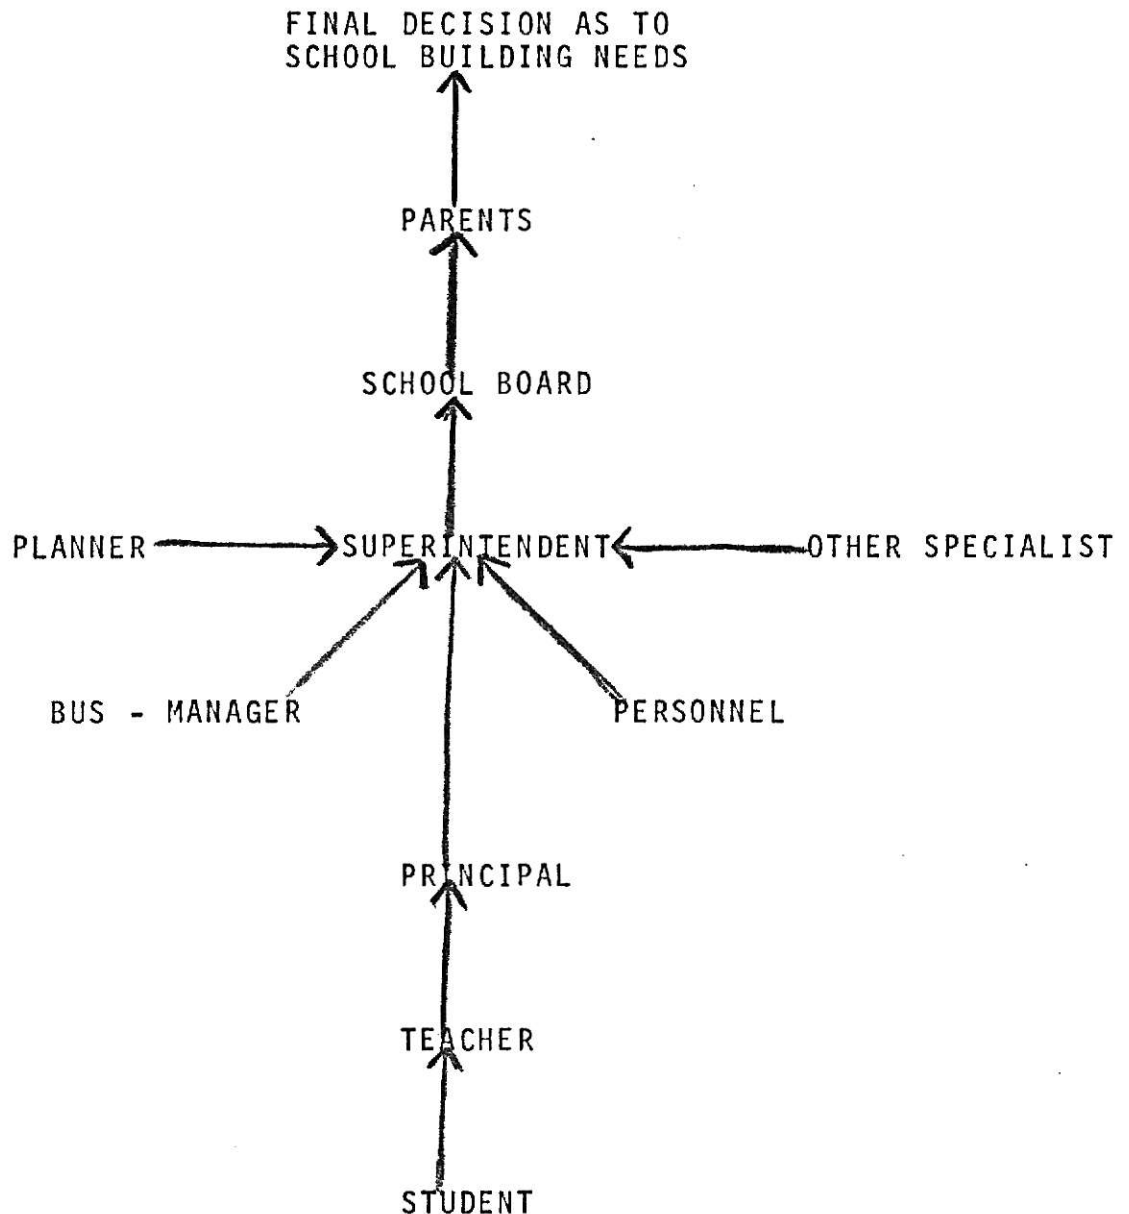 FINAL DECISION AS TO
SCHOOL BUILDING NEEDS
PARENTS
SCHOOL BOARD
PLANNER SUPERINTENDENT OTHER SPECIALIST
BUS - MANAGER PERSONNEL
PRINCIPAL
TEACHER
STUDENT